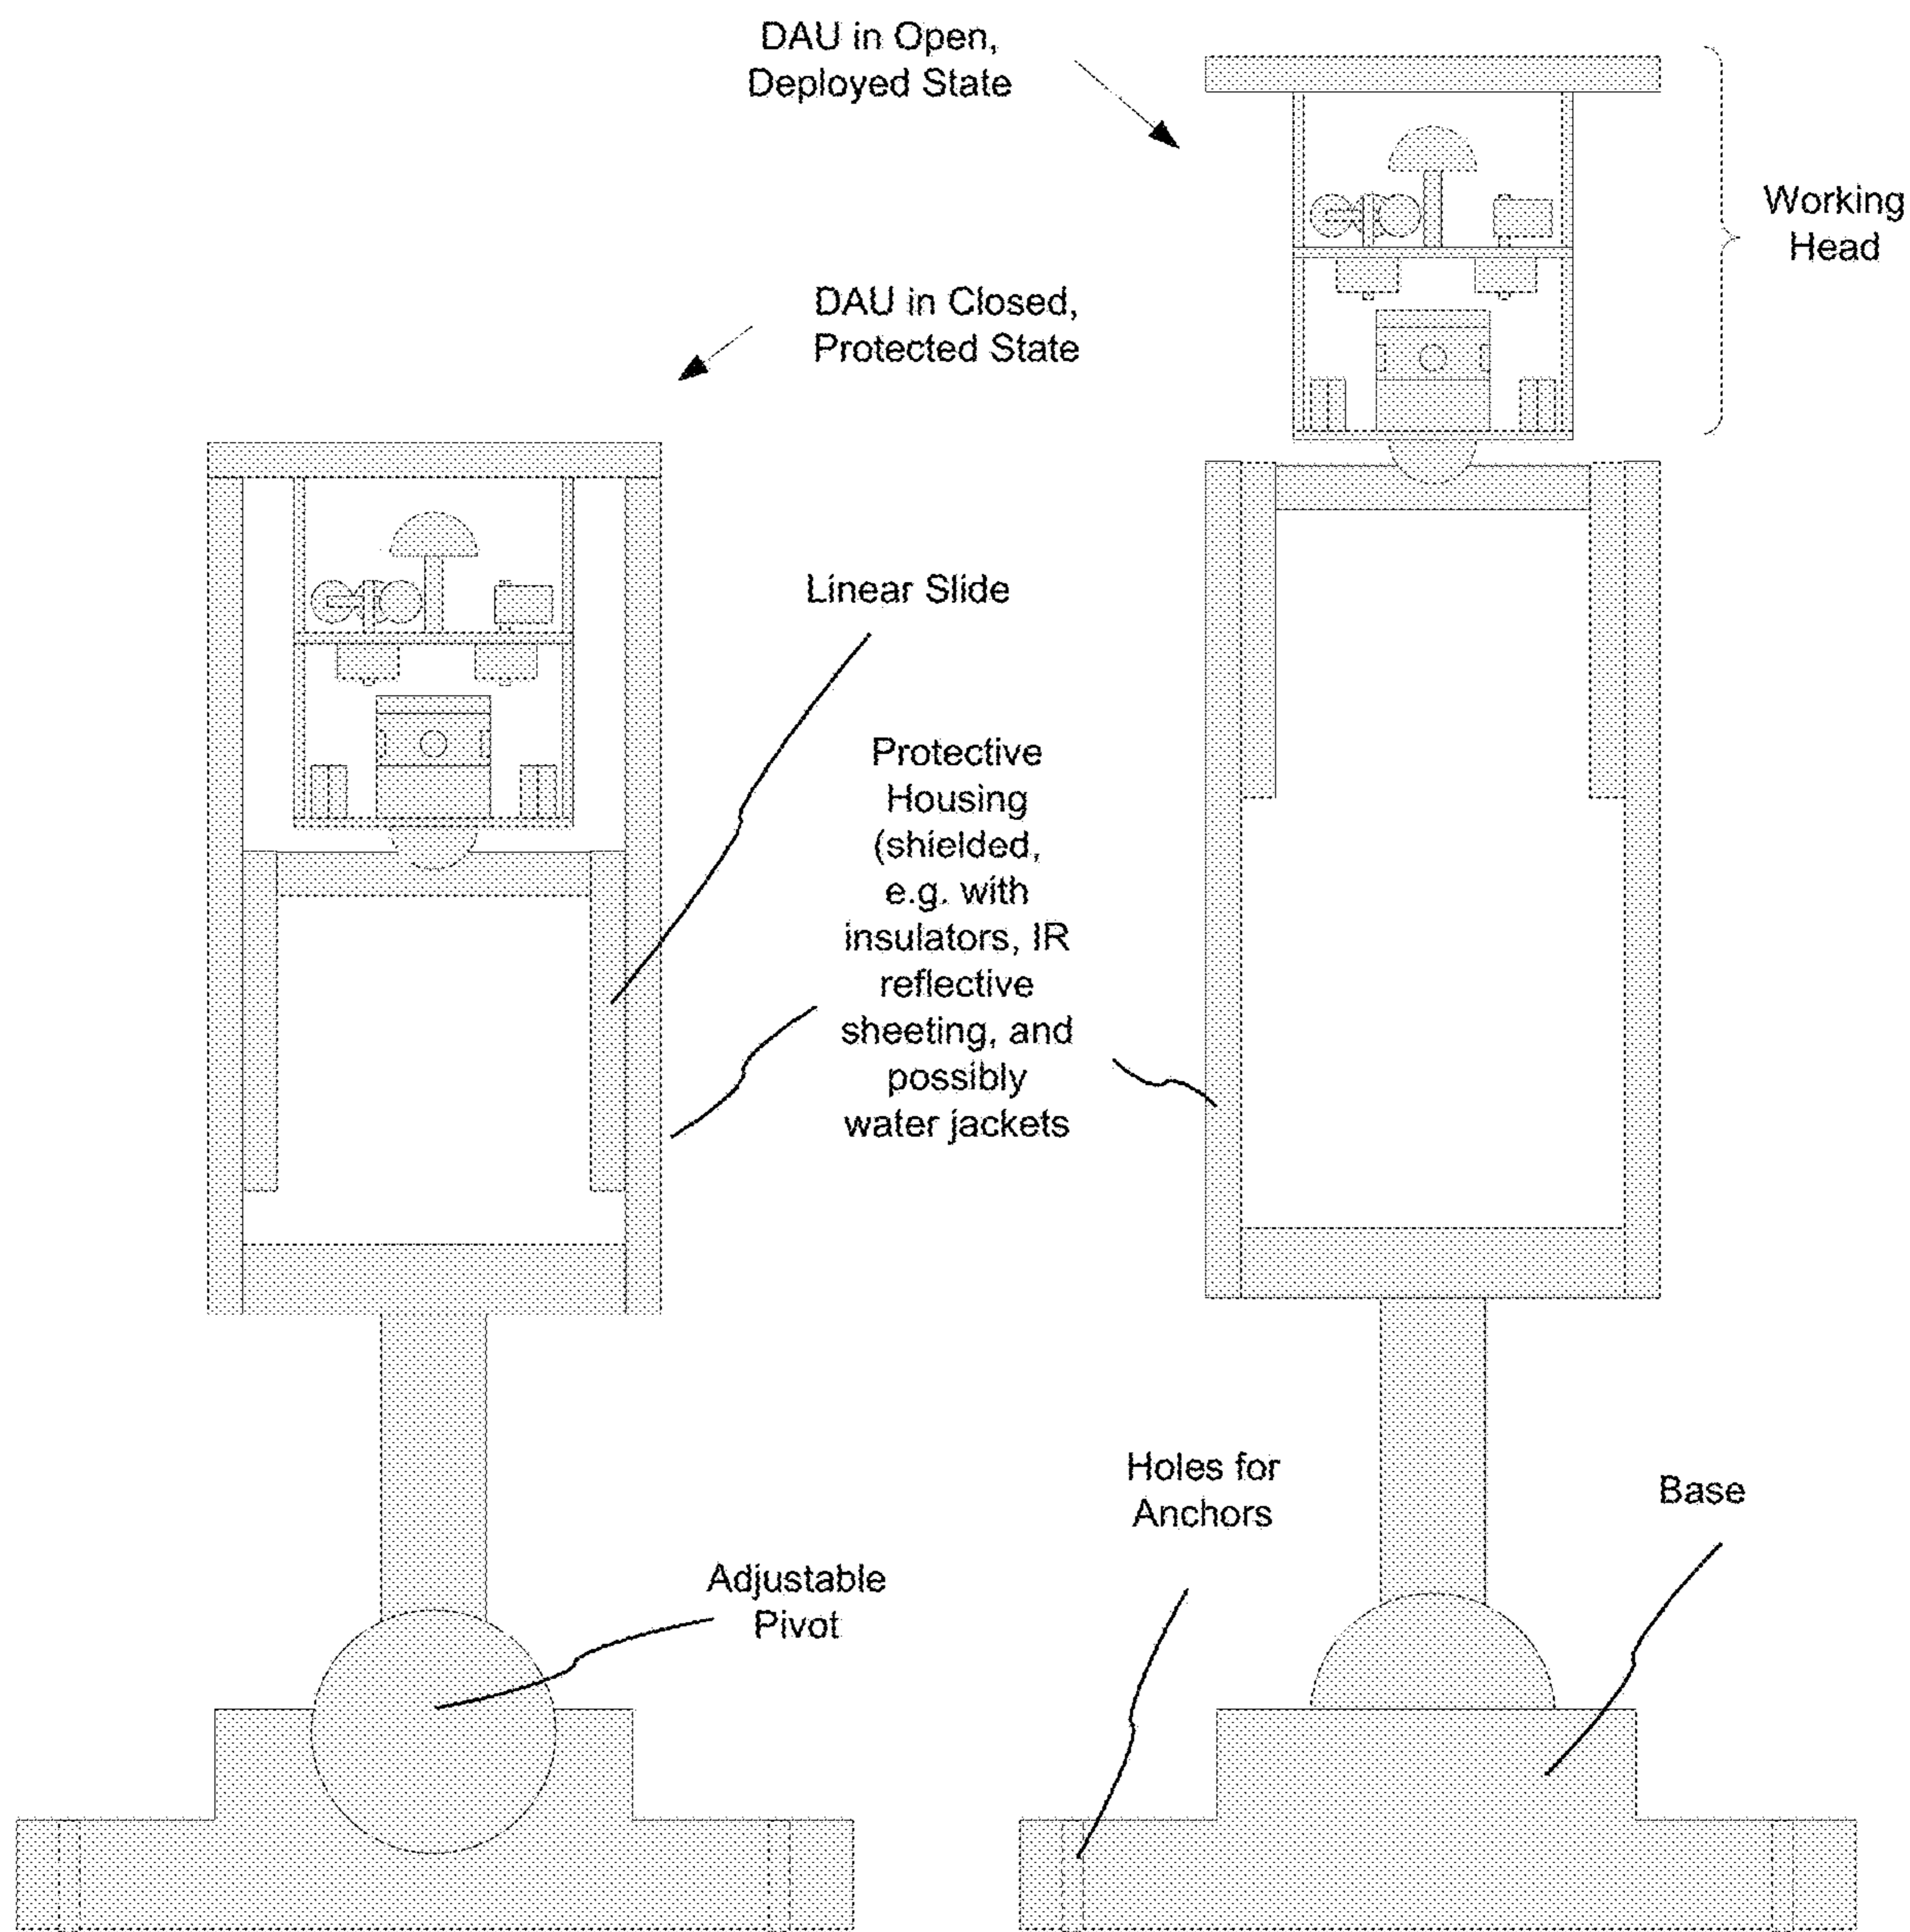 DAU in Open,
Deployed State
Working
Head
DAU in Closed,
Protected State
Linear Slide
Protective
Housing
(shielded,
e.g. with
insulators, IR
reflective
sheeting, and
possibly
water jackets
Holes for
Anchors
Base
Adjustable
Pivot